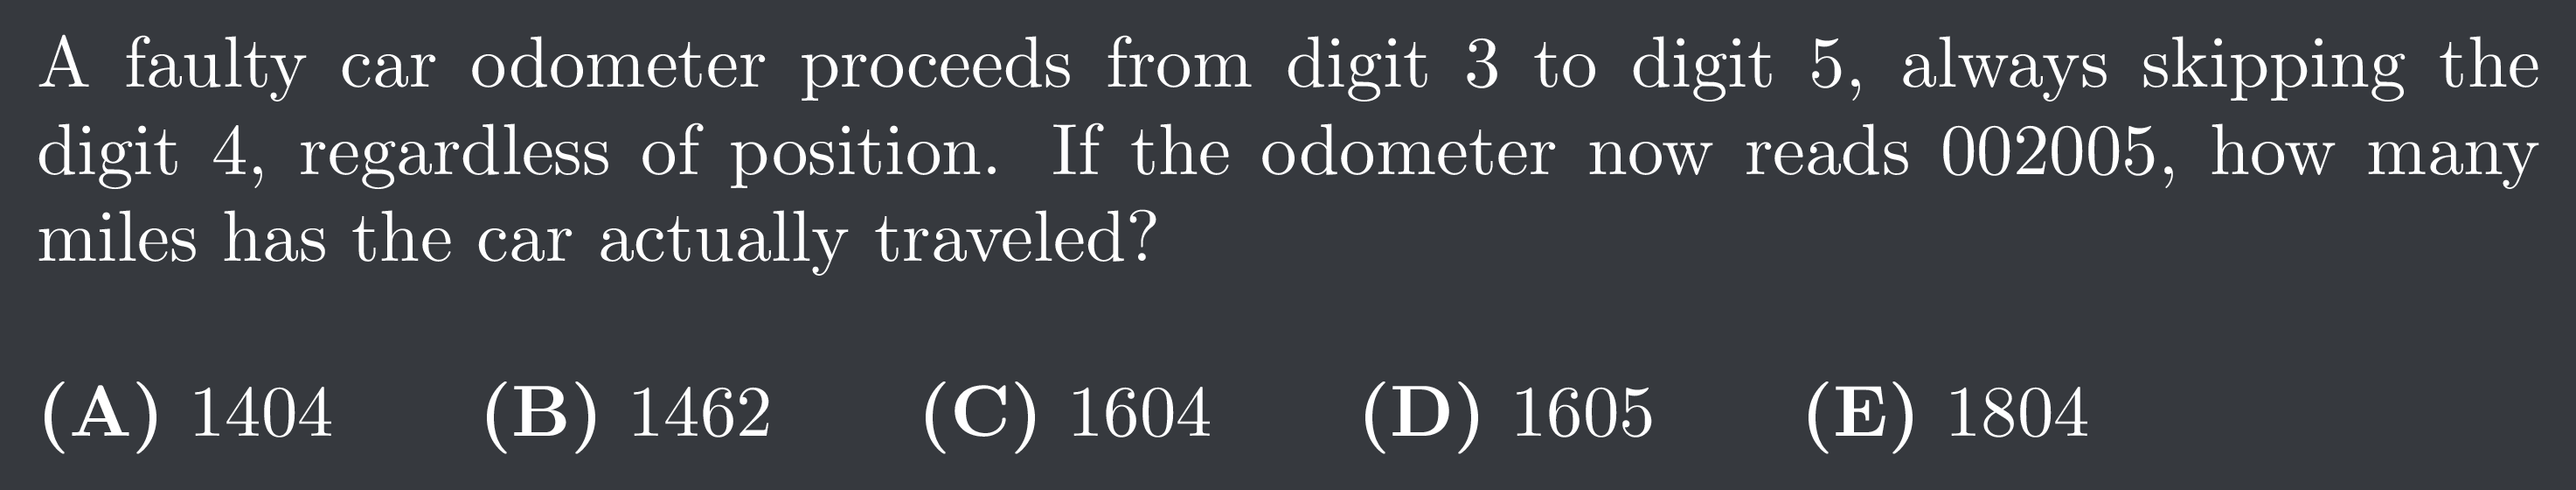 A faulty car odometer proceeds from digit 3 to digit 5, always skipping the
digit 4, regardless of position. If the odometer now reads 002005, how many
miles has the car actually traveled?
(A) 1404 (B) 1462 (C) 1604 (D) 1605 (E) 1804